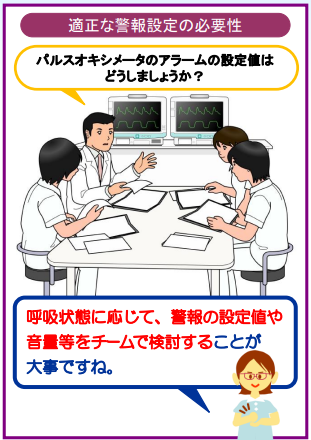 適正な警報設定の必要性
パルスオキシメータのアラームの設定値は
どうしましょうか？
呼吸状態に応じて、警報の設定値や
音量等をチームで検討することが
大事ですね。